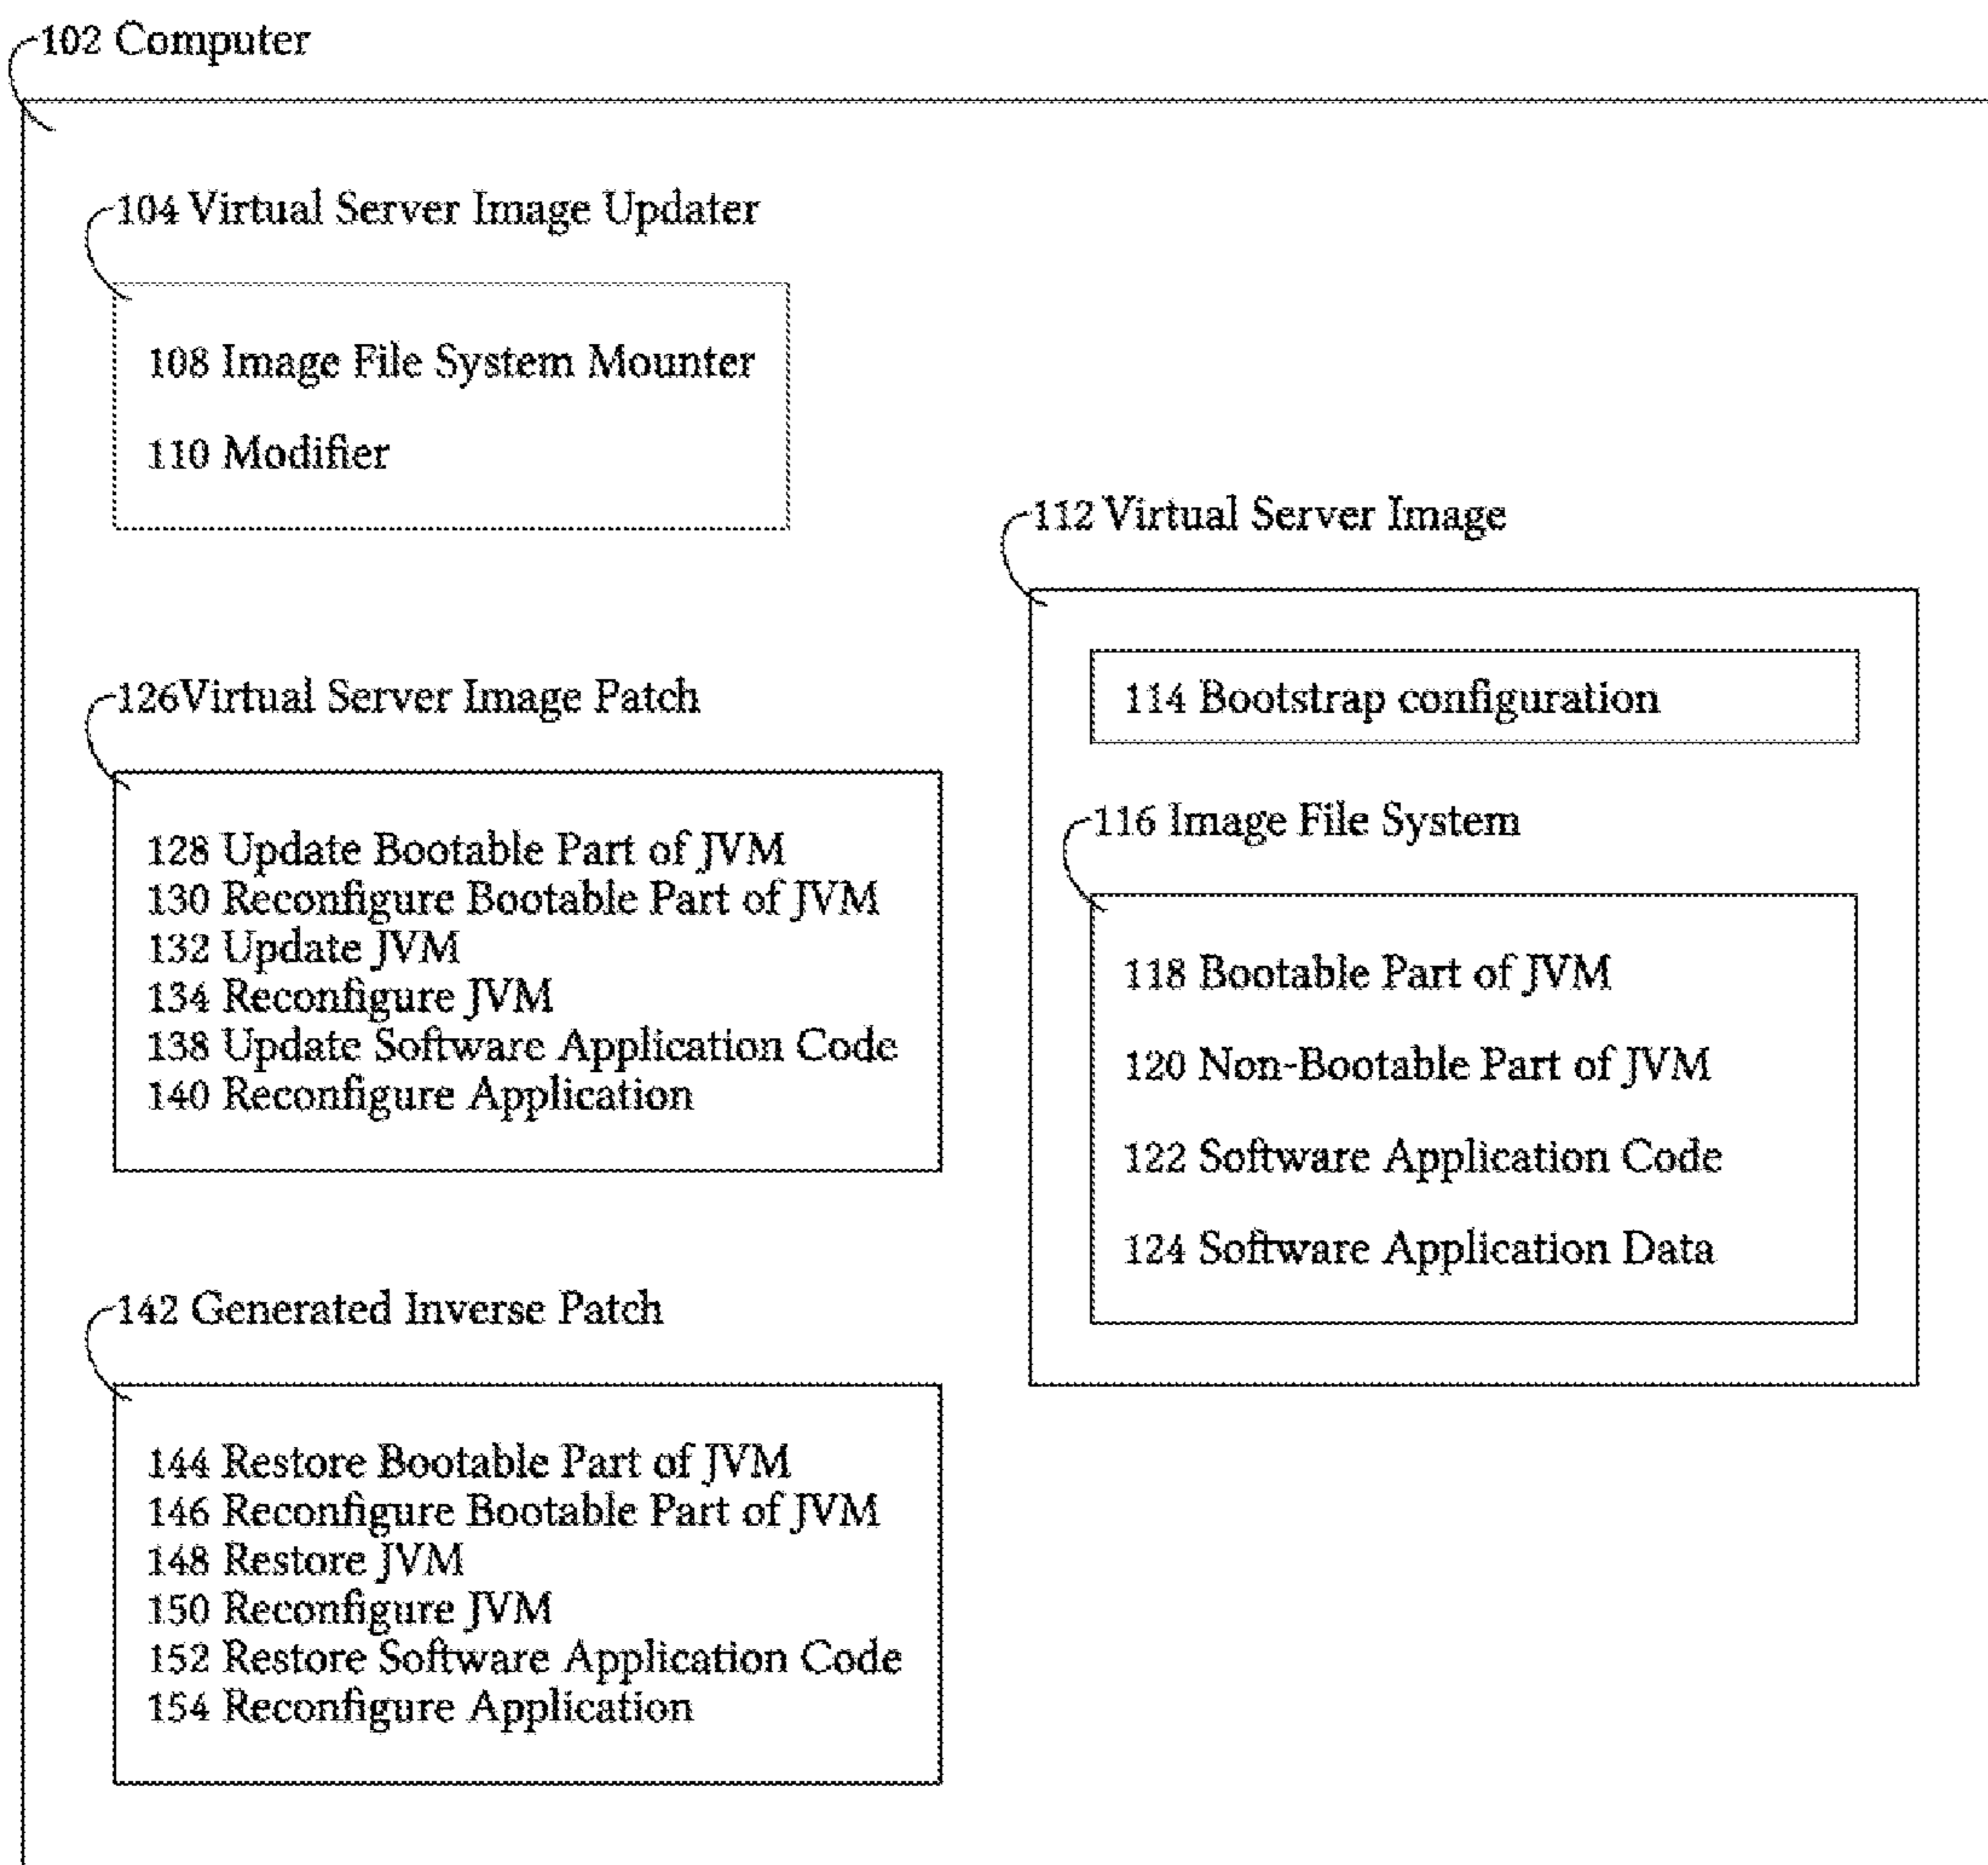 102 Computer
104 Virtual Server Image Updater
108 Image File System Mounter
110 Modifier
126Virtual Server Image Patch
128 Update Bootable Part of JVM
130 Reconfigure Bootable Part of JVM
132 Update JVM
134 Reconfigure JVM
138 Update Software Application Code
140 Reconfigure Application
142 Generated Inverse Patch
144 Restore Bootable Part of JVM
146 Reconfigure Bootable Part of JVM
148 Restore JVM
150 Reconfigure JVM
152 Restore Software Application Code
154 Reconfigure Application
112 Virtual Server Image
114 Bootstrap configuration
116 Image File System
118 Bootable Part of JVM
120 Non-Bootable Part of JVM
122 Software Application Code
124 Software Application Data